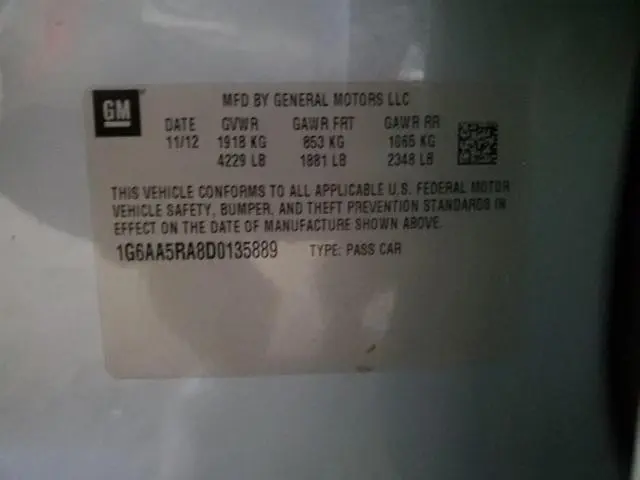 GM
MFD BY GENERAL MOTORS LLC
DATE GVWR GAWR FRT GAWR RR
11/12 1918 KG 853 KG 1065 KG
4229 LB 1881 LB 2348 LB
THIS VEHICLE CONFORMS TO ALL APPLICABLE U.S. FEDERAL MOTOR
VEHICLE SAFETY, BUMPER, AND THEFT PREVENTION STANDARDS IN
EFFECT ON THE DATE OF MANUFACTURE SHOWN ABOVE.
1G6AA5RA8D0135889 TYPE: PASS CAR